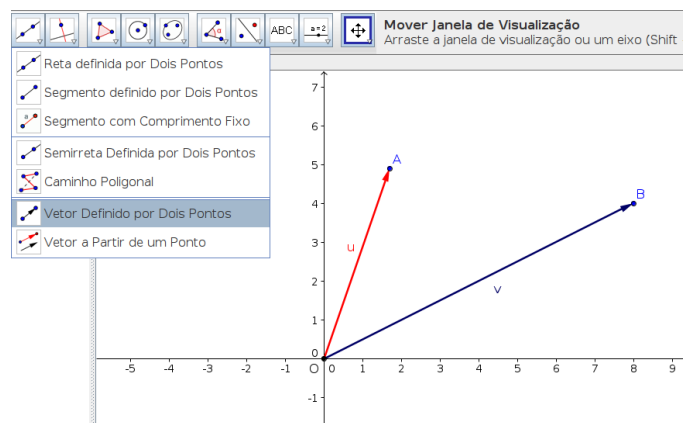 ABC
a=2
Mover Janela de Visualização
Arraste a janela de visualização ou um eixo (Shift
Reta definida por Dois Pontos
Segmento definido por Dois Pontos
a
Segmento com Comprimento Fixo
Semirreta Definida por Dois Pontos
Caminho Poligonal
Vetor Definido por Dois Pontos
Vetor a Partir de um Ponto
7
6
5
A
4
B
3
u
2
v
1
0
O
-5 -4 -3 -2 -1 0 1 2 3 4 5 6 7 8 9
-1